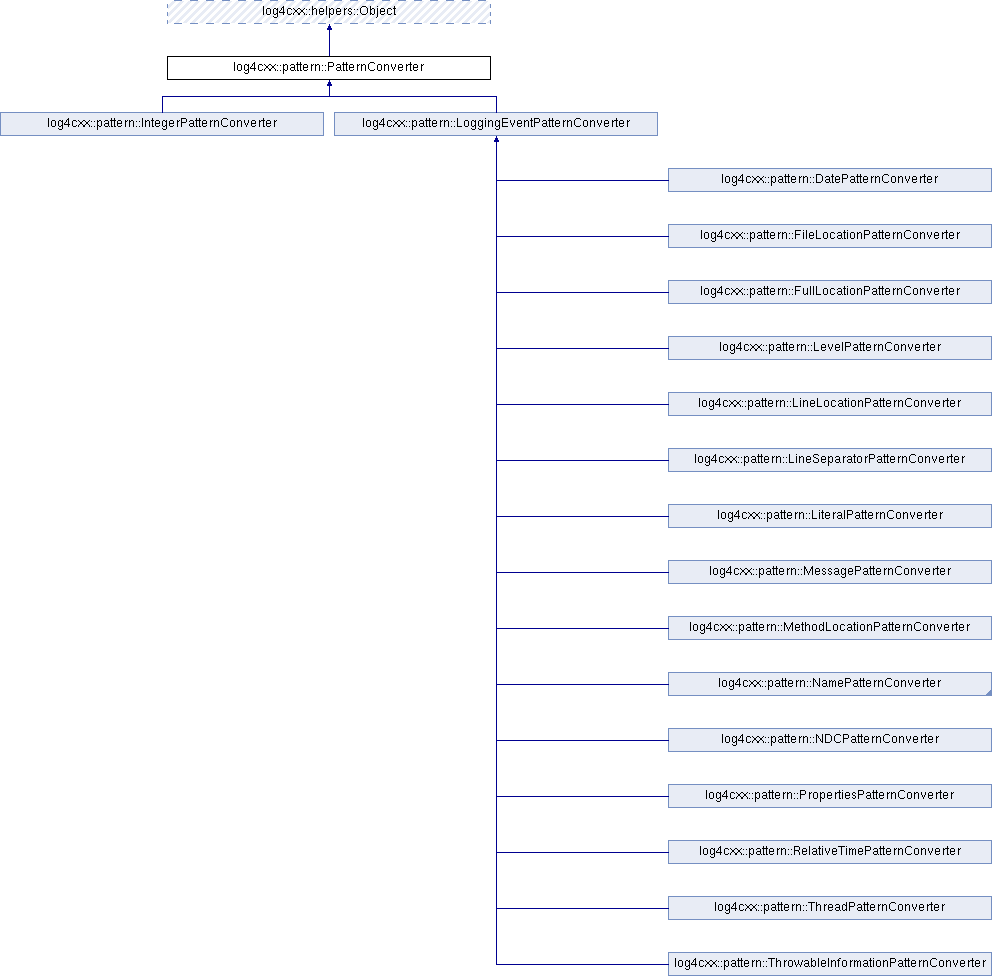 log4cxx::helpers::Object
log4cxx::pattern::PatternConverter
log4cxx::pattern::IntegerPatternConverter
log4cxx::pattern::LoggingEventPatternConverter
log4cxx::pattern::DatePatternConverter
log4cxx::pattern::FileLocationPatternConverter
log4cxx::pattern::FullLocationPatternConverter
log4cxx::pattern::LevelPatternConverter
log4cxx::pattern::LineLocationPatternConverter
log4cxx::pattern::LineSeparatorPatternConverter
log4cxx::pattern::LiteralPatternConverter
log4cxx::pattern::MessagePatternConverter
log4cxx::pattern::MethodLocationPatternConverter
log4cxx::pattern::NamePatternConverter
log4cxx::pattern::NDCPatternConverter
log4cxx::pattern::PropertiesPatternConverter
log4cxx::pattern::RelativeTimePatternConverter
log4cxx::pattern::ThreadPatternConverter
log4cxx::pattern::ThrowableInformationPatternConverter